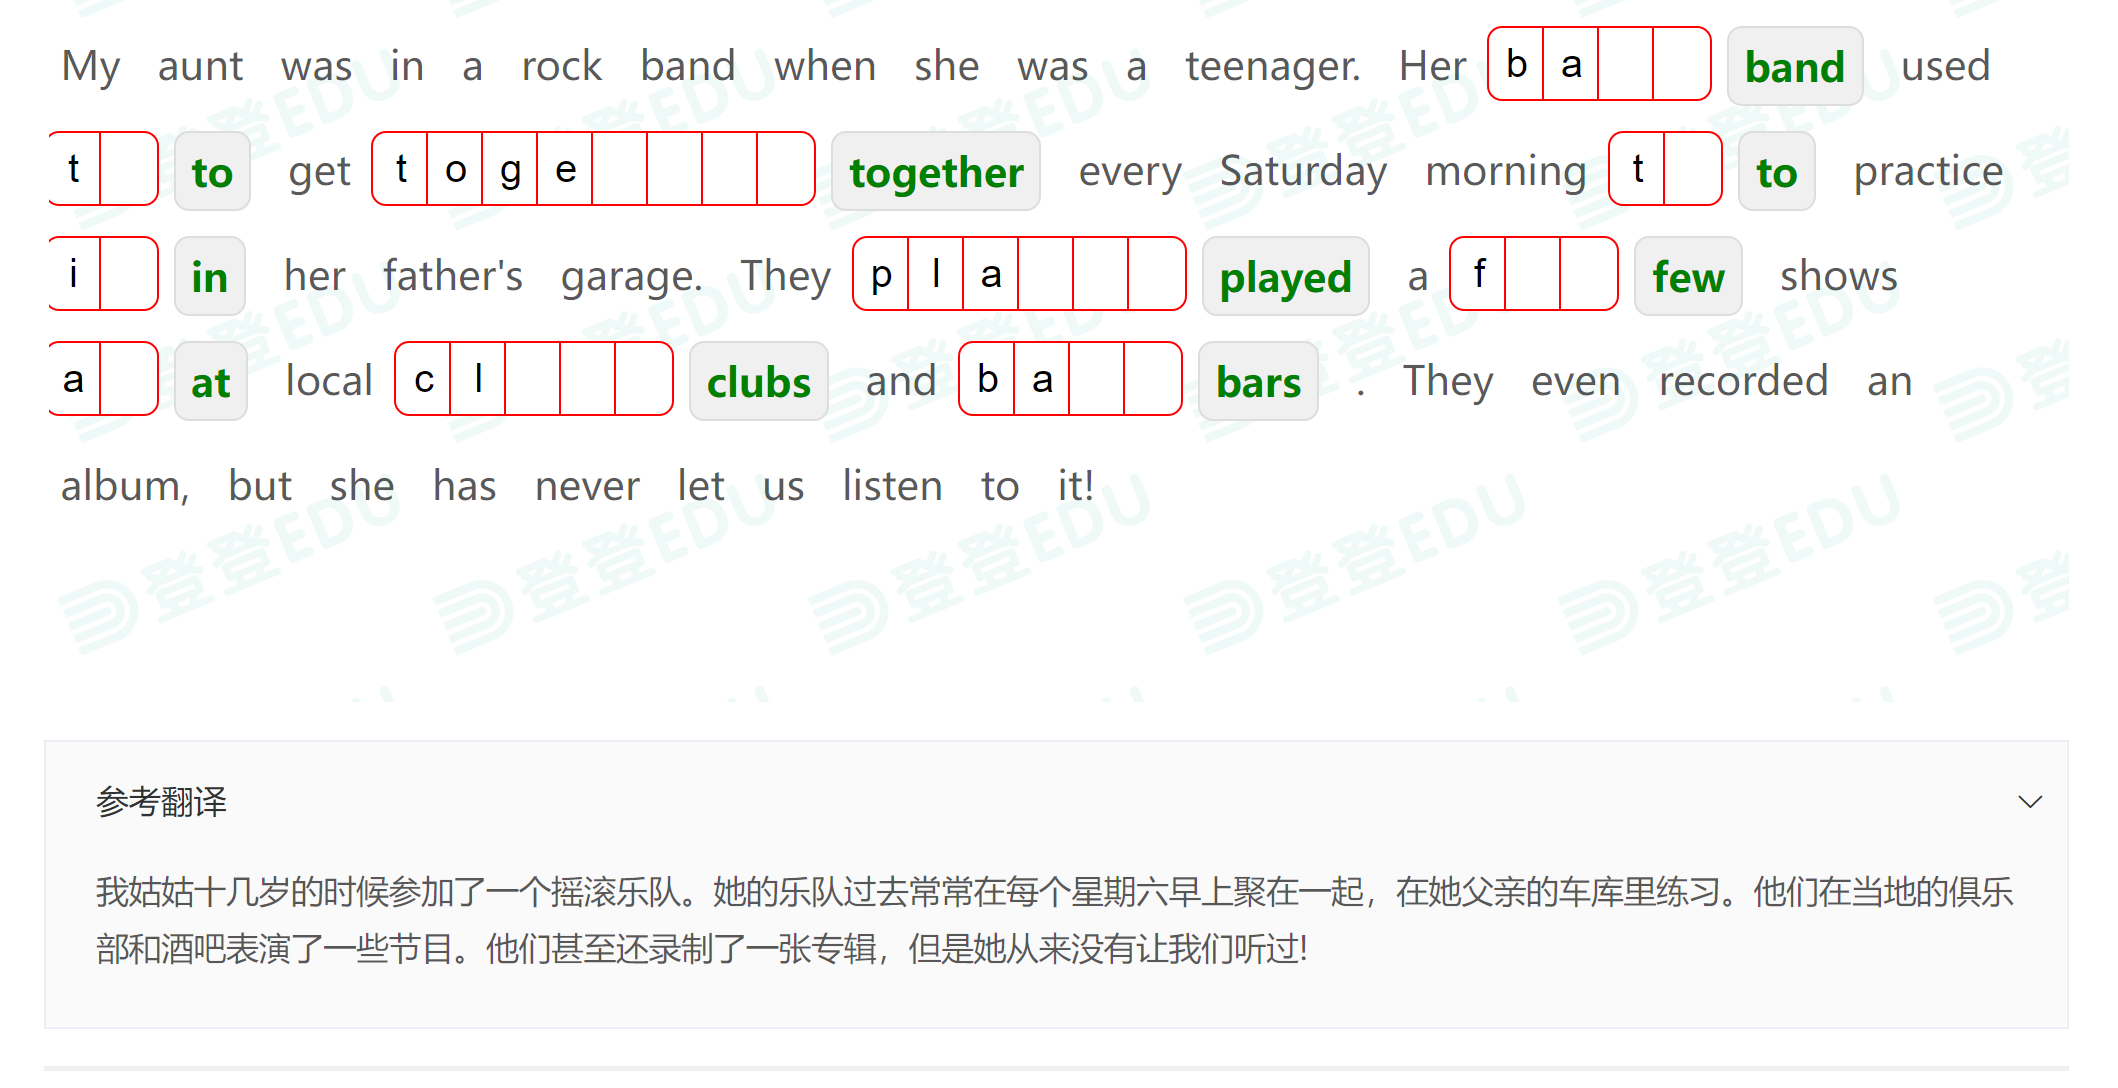 My aunt was in a rock band when she was a teenager. Her b a band used
t to get t o g e together every Saturday morning t to practice
i in her father's garage. They p l a played a f few shows
a at local c l clubs and b a bars . They even recorded an
album, but she has never let us listen to it!
登登EDU
参考翻译
我姑姑十几岁的时候参加了一个摇滚乐队。她的乐队过去常常在每个星期六早上聚在一起，在她父亲的车库里练习。他们在当地的俱乐
部和酒吧表演了一些节目。他们甚至还录制了一张专辑，但是她从来没有让我们听过!